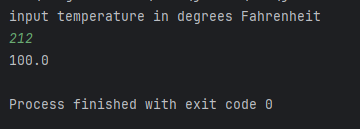 input temperature in degrees Fahrenheit
212
100.0
Process finished with exit code 0